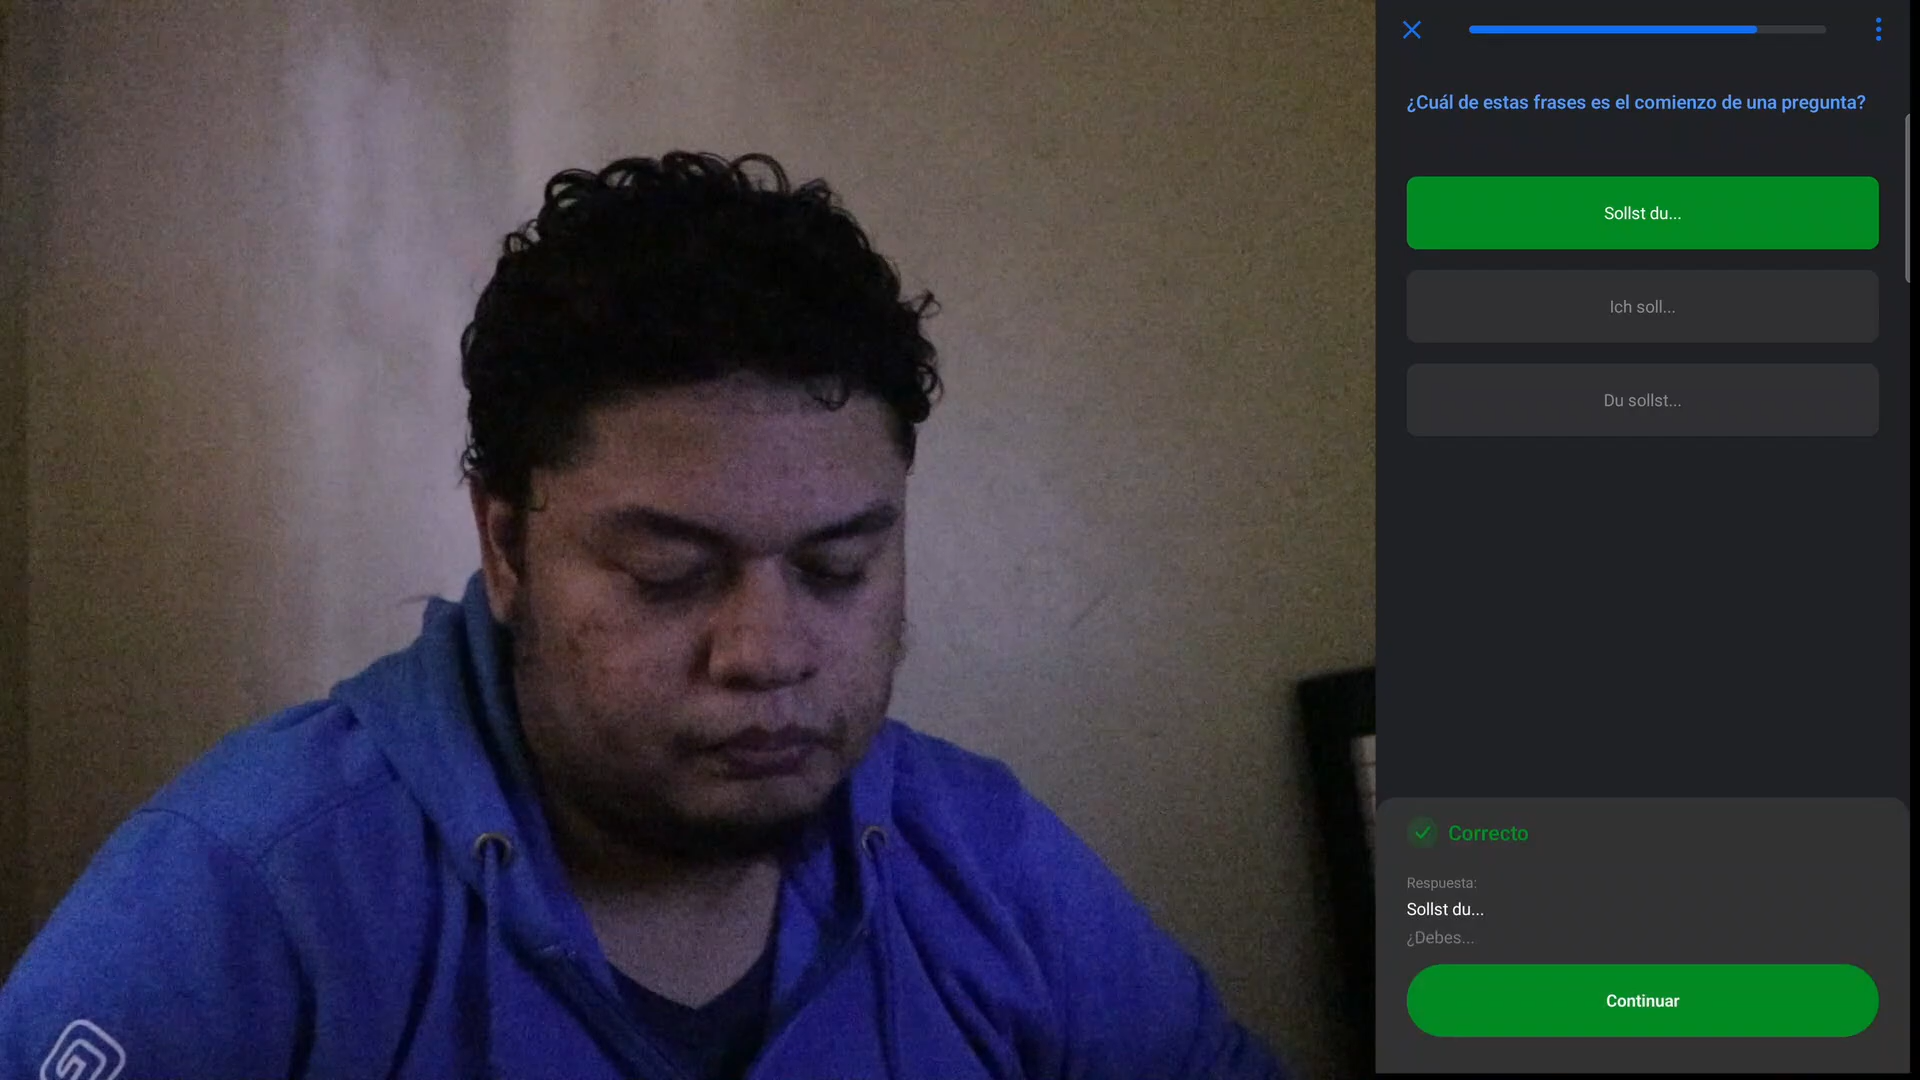 ¿Cuál de estas frases es el comienzo de una pregunta?
Sollst du...
Ich soll...
Du sollst...
Correcto
Respuesta:
Sollst du...
¿Debes...
Continuar